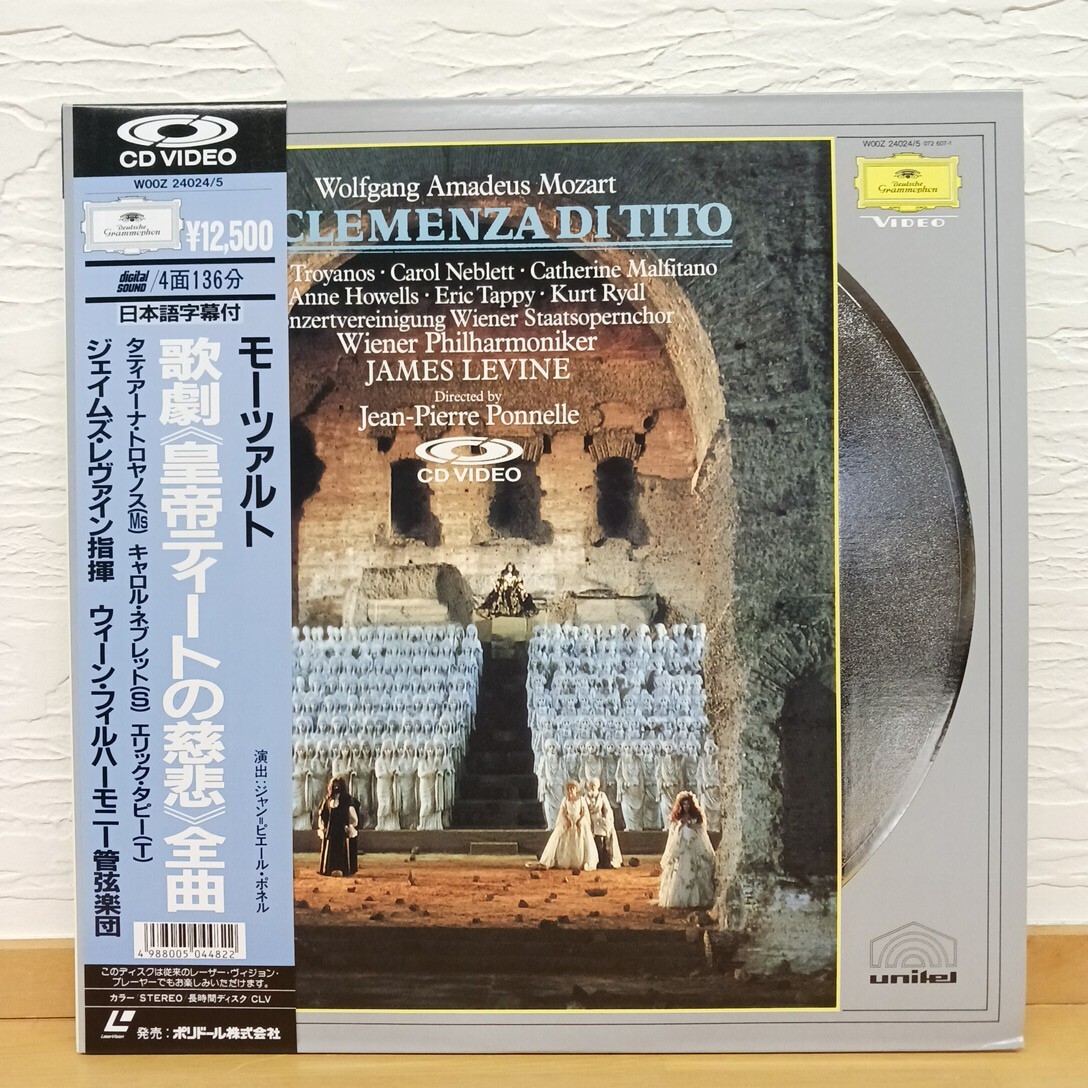 CD VIDEO
W00Z 24024/5
Deutsche
Grammophon
¥12,500
digital
SOUND
/4面136分
日本語字幕付
モーツァルト
歌劇《皇帝ティートの慈悲》全曲
タティアーナ・トロヤノス(Ms) キャロル・ネブレット(S) エリック・タピー(T)
ジェイムズ・レヴァイン指揮 ウィーン・フィルハーモニー管弦楽団
演出:ジャン=ピエール・ポネル
4 988005 044822
このディスクは従来のレーザー・ヴィジョン・
プレーヤーでもお楽しみいただけます。
カラー/STEREO 長時間ディスク CLV
LaserVision
発売:ポリドール株式会社
Wolfgang Amadeus Mozart
CLEMENZA DI TITO
Troyanos · Carol Neblett · Catherine Malfitano
Anne Howells · Eric Tappy · Kurt Rydl
onzertvereinigung Wiener Staatsopernchor
Wiener Philharmoniker
JAMES LEVINE
Directed by
Jean-Pierre Ponnelle
CD VIDEO
W00Z 24024/5 072 607-1
Deutsche
Grammophon
VIDEO
unitel